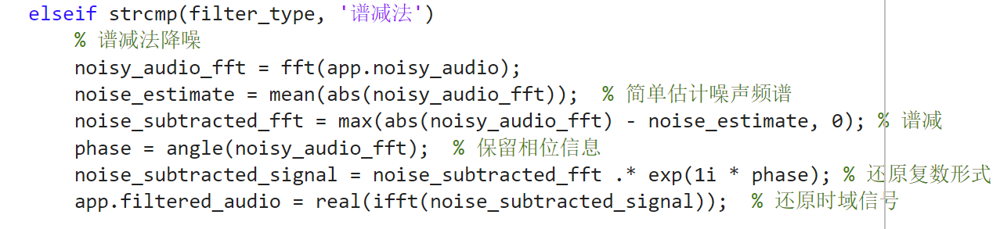 elseif strcmp(filter_type, '谱减法')
% 谱减法降噪
noisy_audio_fft = fft(app.noisy_audio);
noise_estimate = mean(abs(noisy_audio_fft));  % 简单估计噪声频谱
noise_subtracted_fft = max(abs(noisy_audio_fft) - noise_estimate, 0); % 谱减
phase = angle(noisy_audio_fft);  % 保留相位信息
noise_subtracted_signal = noise_subtracted_fft .* exp(1i * phase); % 还原复数形式
app.filtered_audio = real(ifft(noise_subtracted_signal));  % 还原时域信号